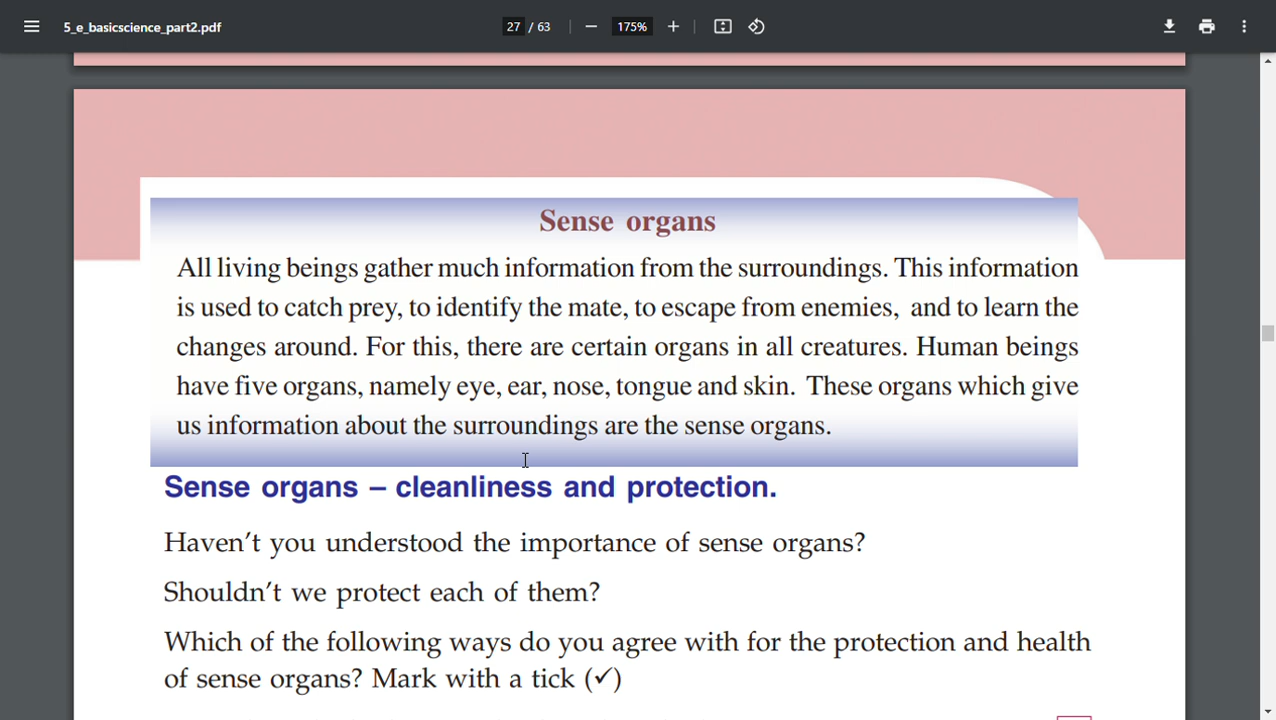 5_e_basicscience_part2.pdf
27 / 63
175%
Sense organs
All living beings gather much information from the surroundings. This information
is used to catch prey, to identify the mate, to escape from enemies, and to learn the
changes around. For this, there are certain organs in all creatures. Human beings
have five organs, namely eye, ear, nose, tongue and skin. These organs which give
us information about the surroundings are the sense organs.
Sense organs – cleanliness and protection.
Haven't you understood the importance of sense organs?
Shouldn't we protect each of them?
Which of the following ways do you agree with for the protection and health
of sense organs? Mark with a tick (✓)